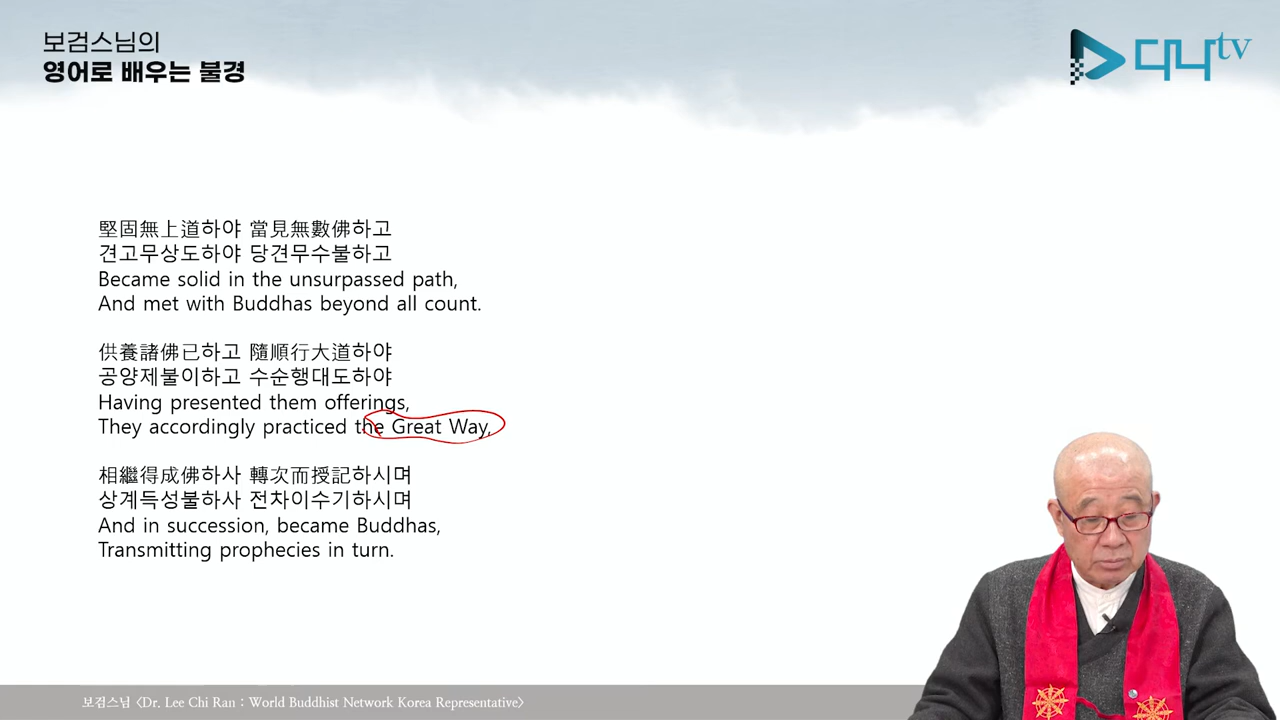 보검스님의
영어로 배우는 불경
디나tv
堅固無上道하야 當見無數佛하고
견고무상도하야 당견무수불하고
Became solid in the unsurpassed path,
And met with Buddhas beyond all count.
供養諸佛已하고 隨順行大道하야
공양제불이하고 수순행대도하야
Having presented them offerings,
They accordingly practiced the Great Way,
相繼得成佛하사 轉次而授記하시며
상계득성불하사 전차이수기하시며
And in succession, became Buddhas,
Transmitting prophecies in turn.
보검스님 <Dr. Lee Chi Ran : World Buddhist Network Korea Representative>